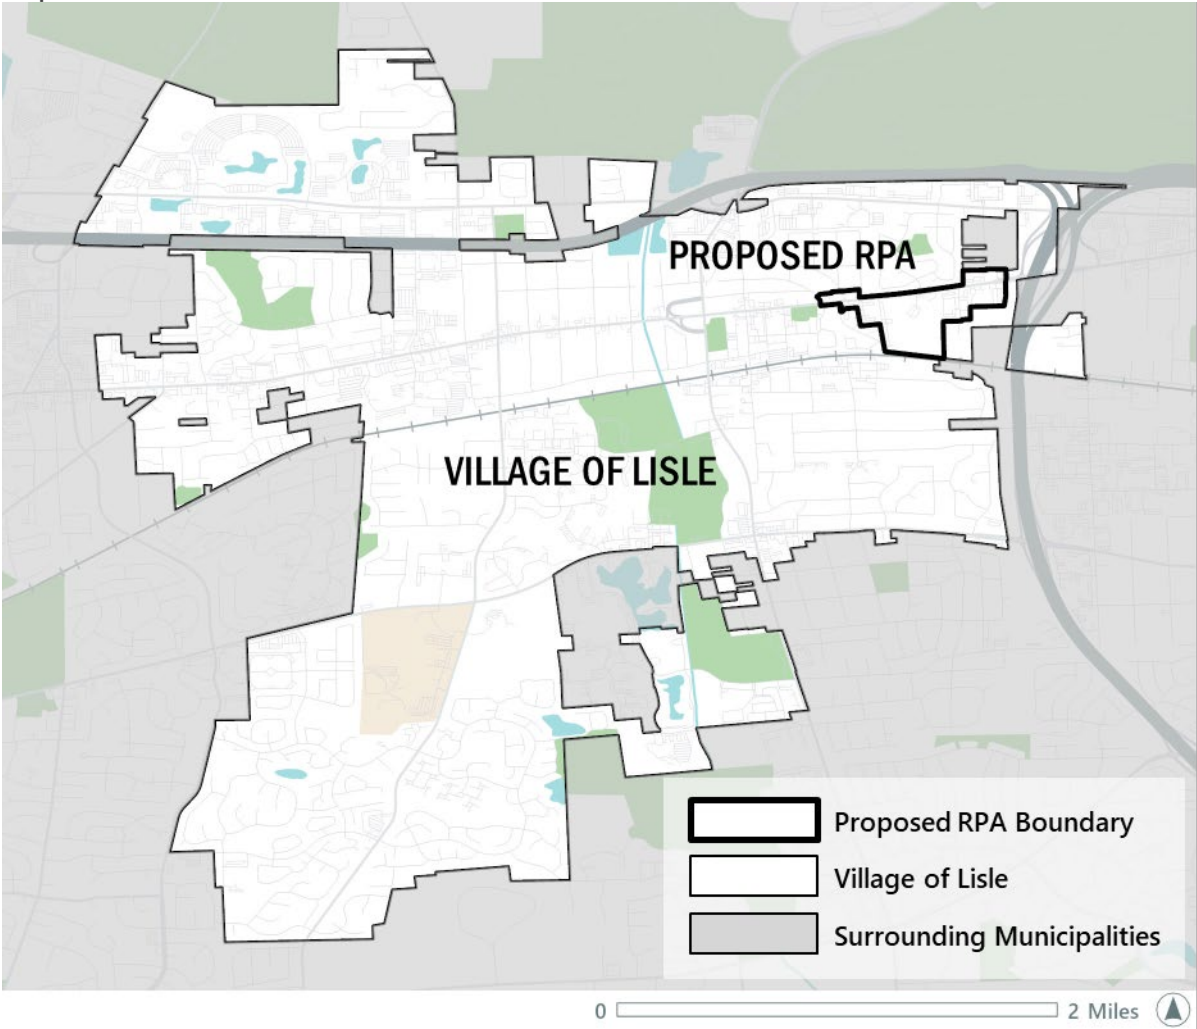 PROPOSED RPA
VILLAGE OF LISLE
Proposed RPA Boundary
Village of Lisle
Surrounding Municipalities
0 2 Miles